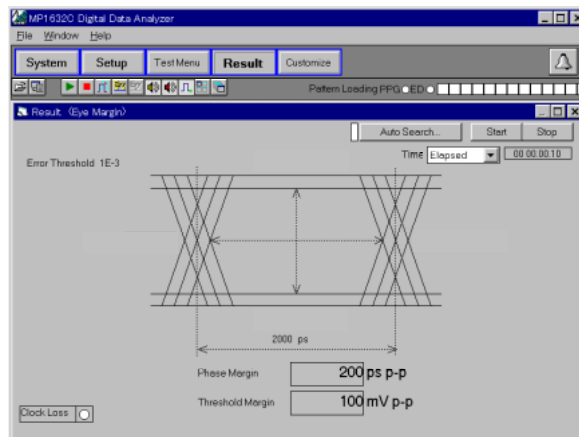 MP1632C Digital Data Analyzer
File Window Help
System Setup Test Menu Result Customize
Pattern Loading PPG ED
Result (Eye Margin)
Auto Search... Start Stop
Time Elapsed 00:00:00:10
Error Threshold 1E-3
2000 ps
Phase Margin 200 ps p-p
Threshold Margin 100 mV p-p
Clock Loss